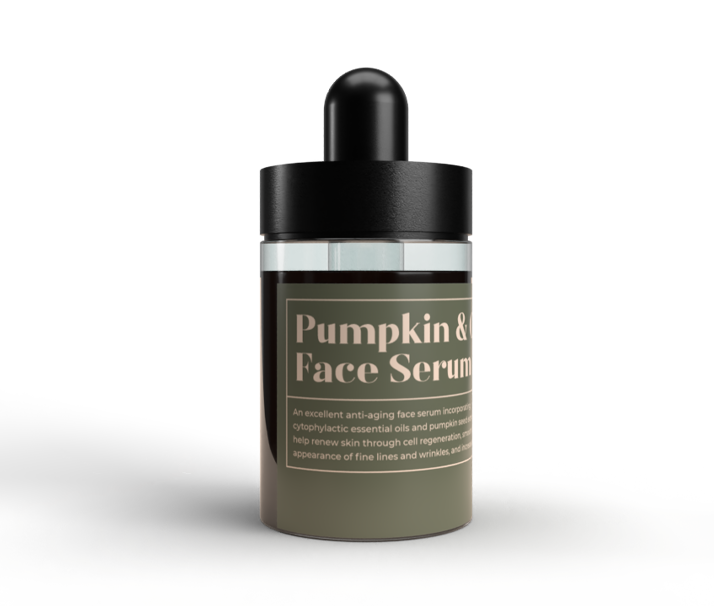 Pumpkin &
Face Serum
An excellent anti-aging face serum incorporating
cytophylactic essential oils and pumpkin seed
help renew skin through cell regeneration,
appearance of fine lines and wrinkles, and